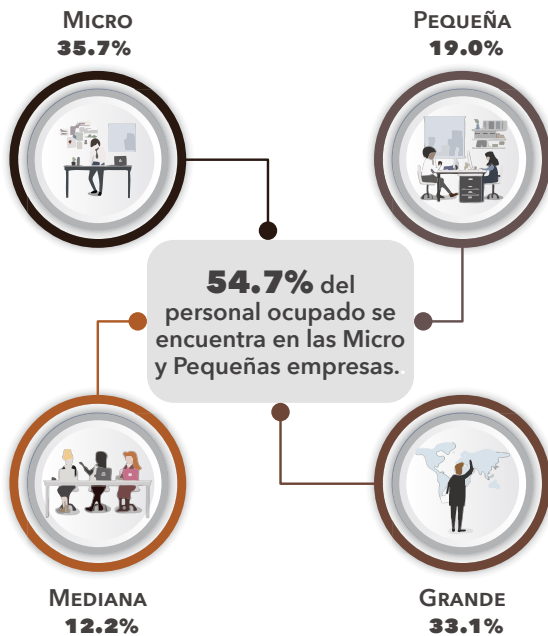 MICRO
35.7%
PEQUEÑA
19.0%
54.7% del
personal ocupado se
encuentra en las Micro
y Pequeñas empresas.
MEDIANA
12.2%
GRANDE
33.1%